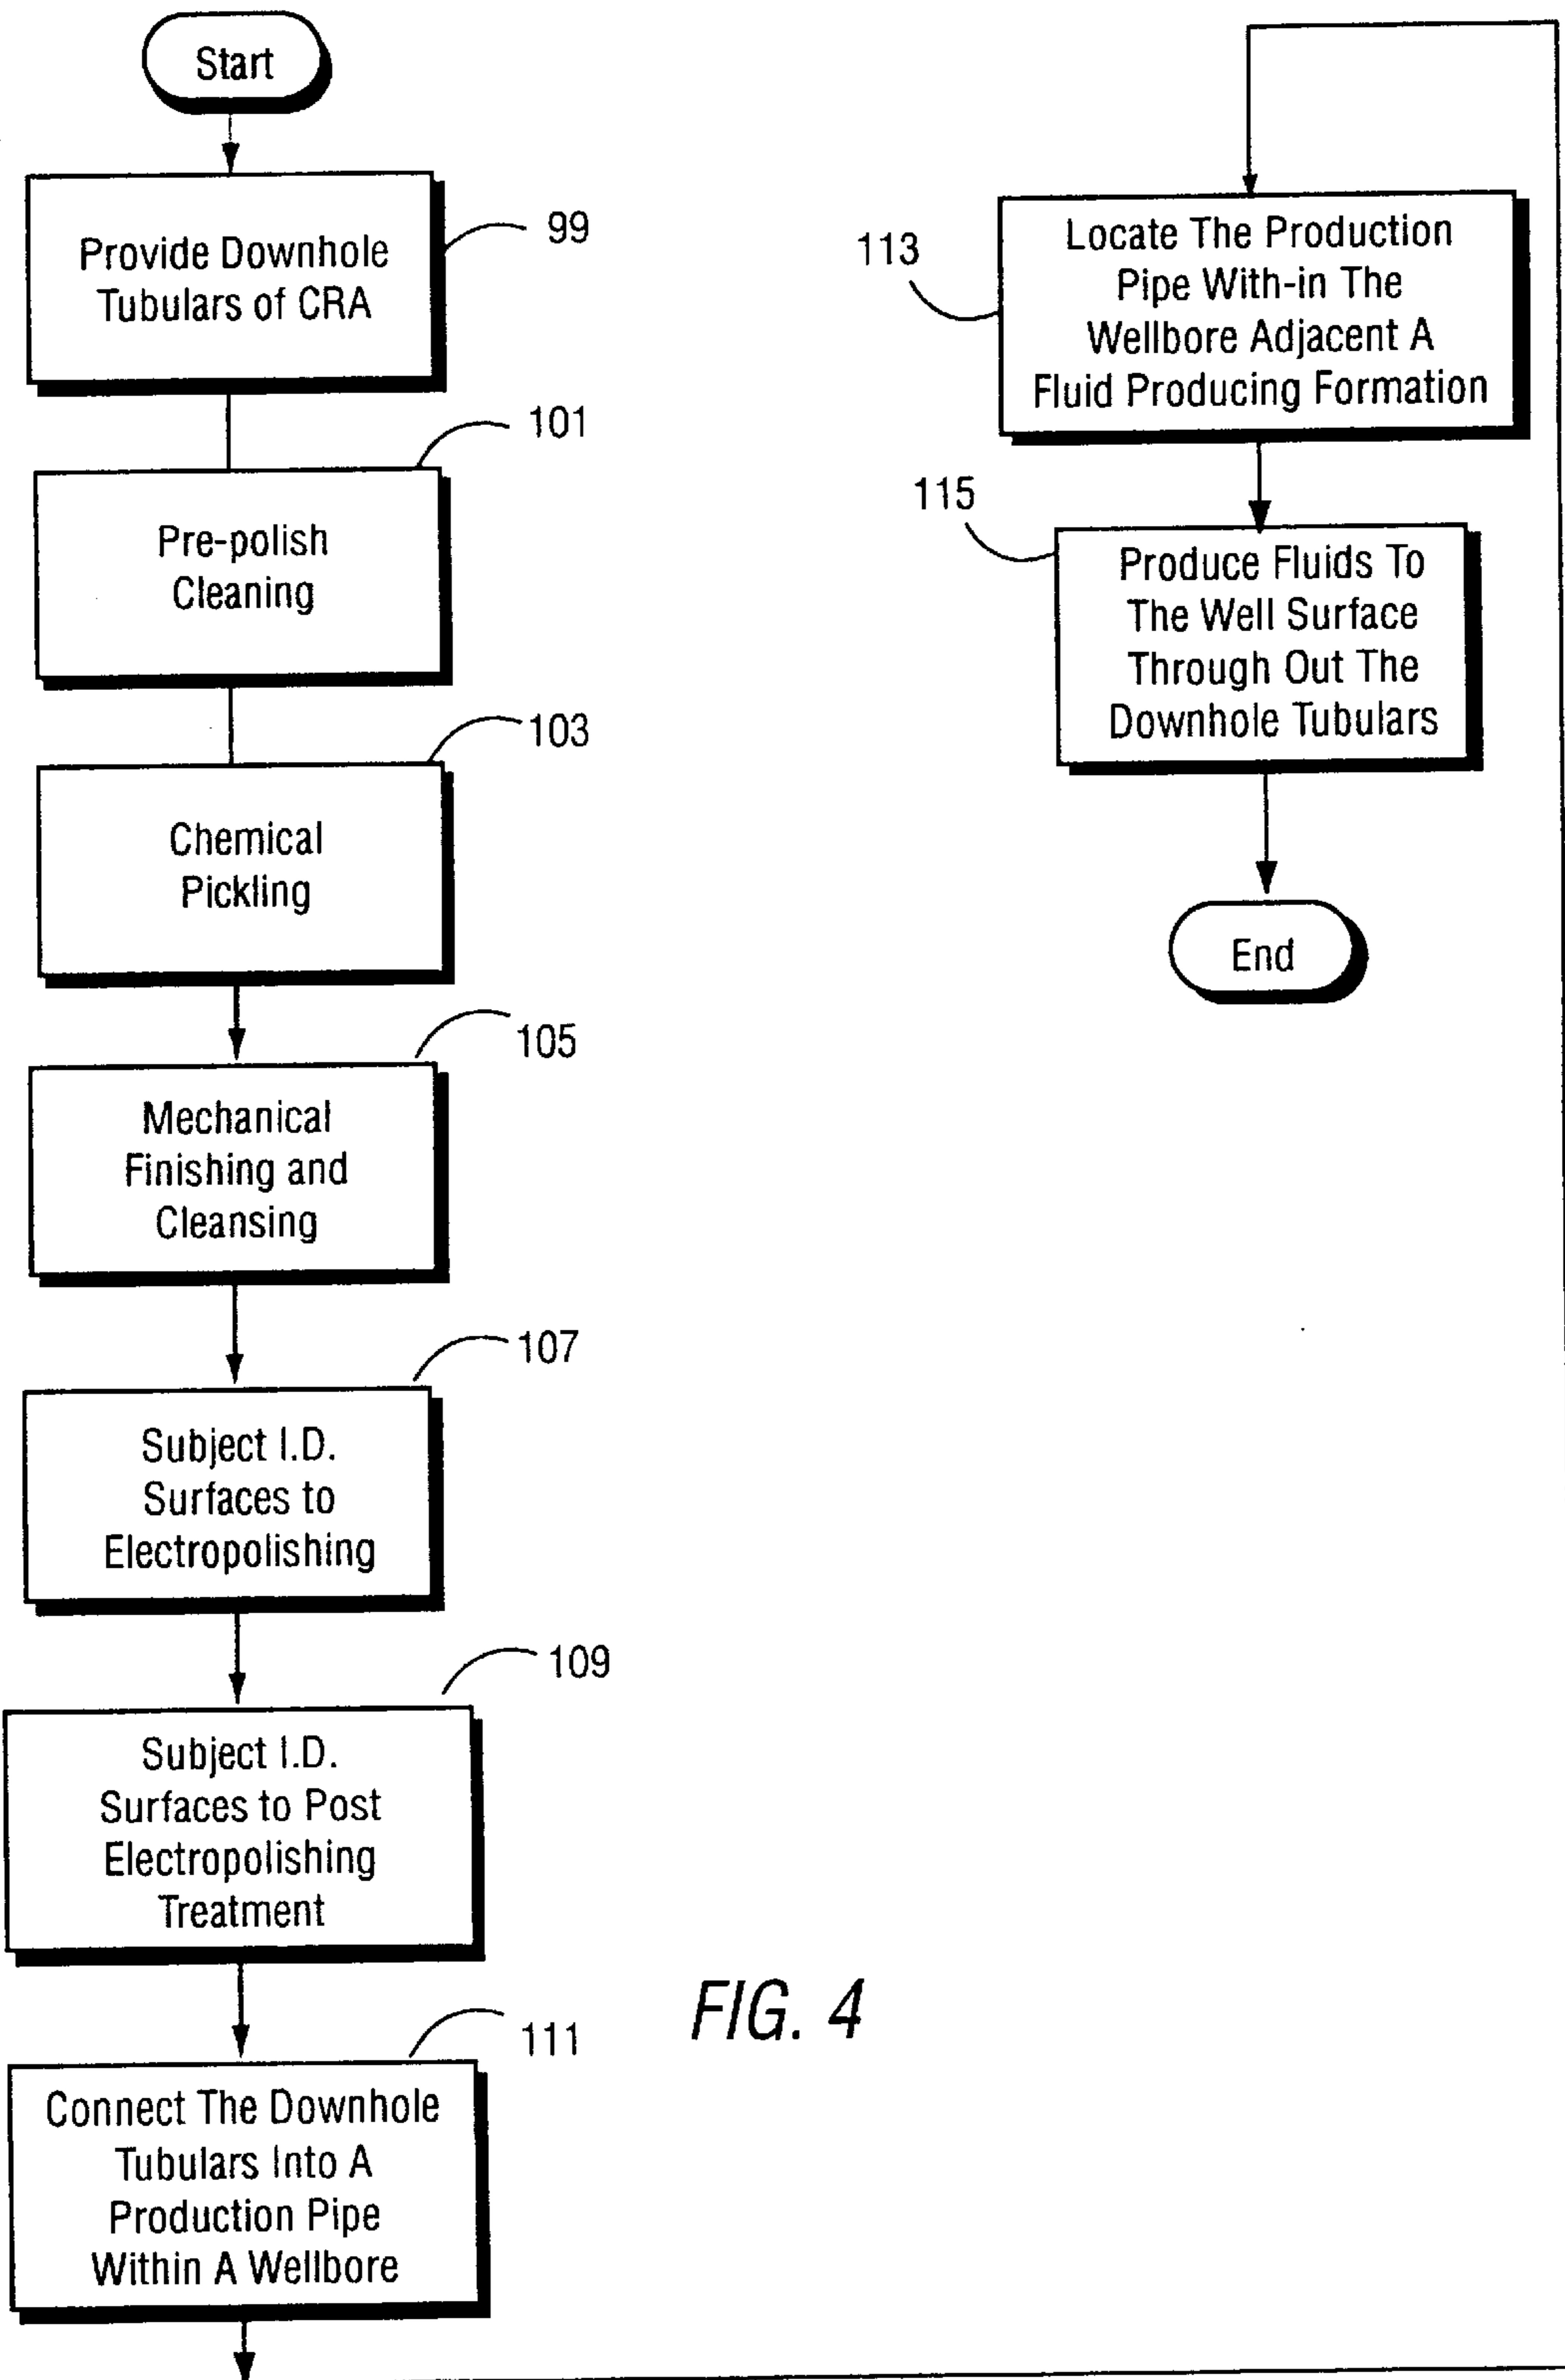 Start
Provide Downhole
Tubulars of CRA
99
Pre-polish
Cleaning
101
Chemical
Pickling
103
Mechanical
Finishing and
Cleansing
105
Subject I.D.
Surfaces to
Electropolishing
107
Subject I.D.
Surfaces to Post
Electropolishing
Treatment
109
Connect The Downhole
Tubulars Into A
Production Pipe
Within A Wellbore
111
Locate The Production
Pipe With-in The
Wellbore Adjacent A
Fluid Producing Formation
113
Produce Fluids To
The Well Surface
Through Out The
Downhole Tubulars
115
End
FIG. 4